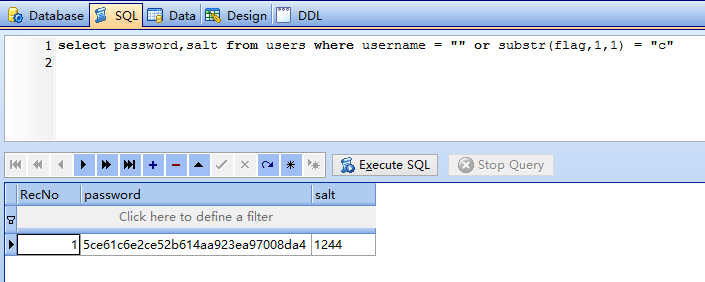 Database SQL Data Design DDL
1 select password,salt from users where username = "" or substr(flag,1,1) = "c"
2
Execute SQL Stop Query
RecNo password salt
Click here to define a filter
1 5ce61c6e2ce52b614aa923ea97008da4 1244